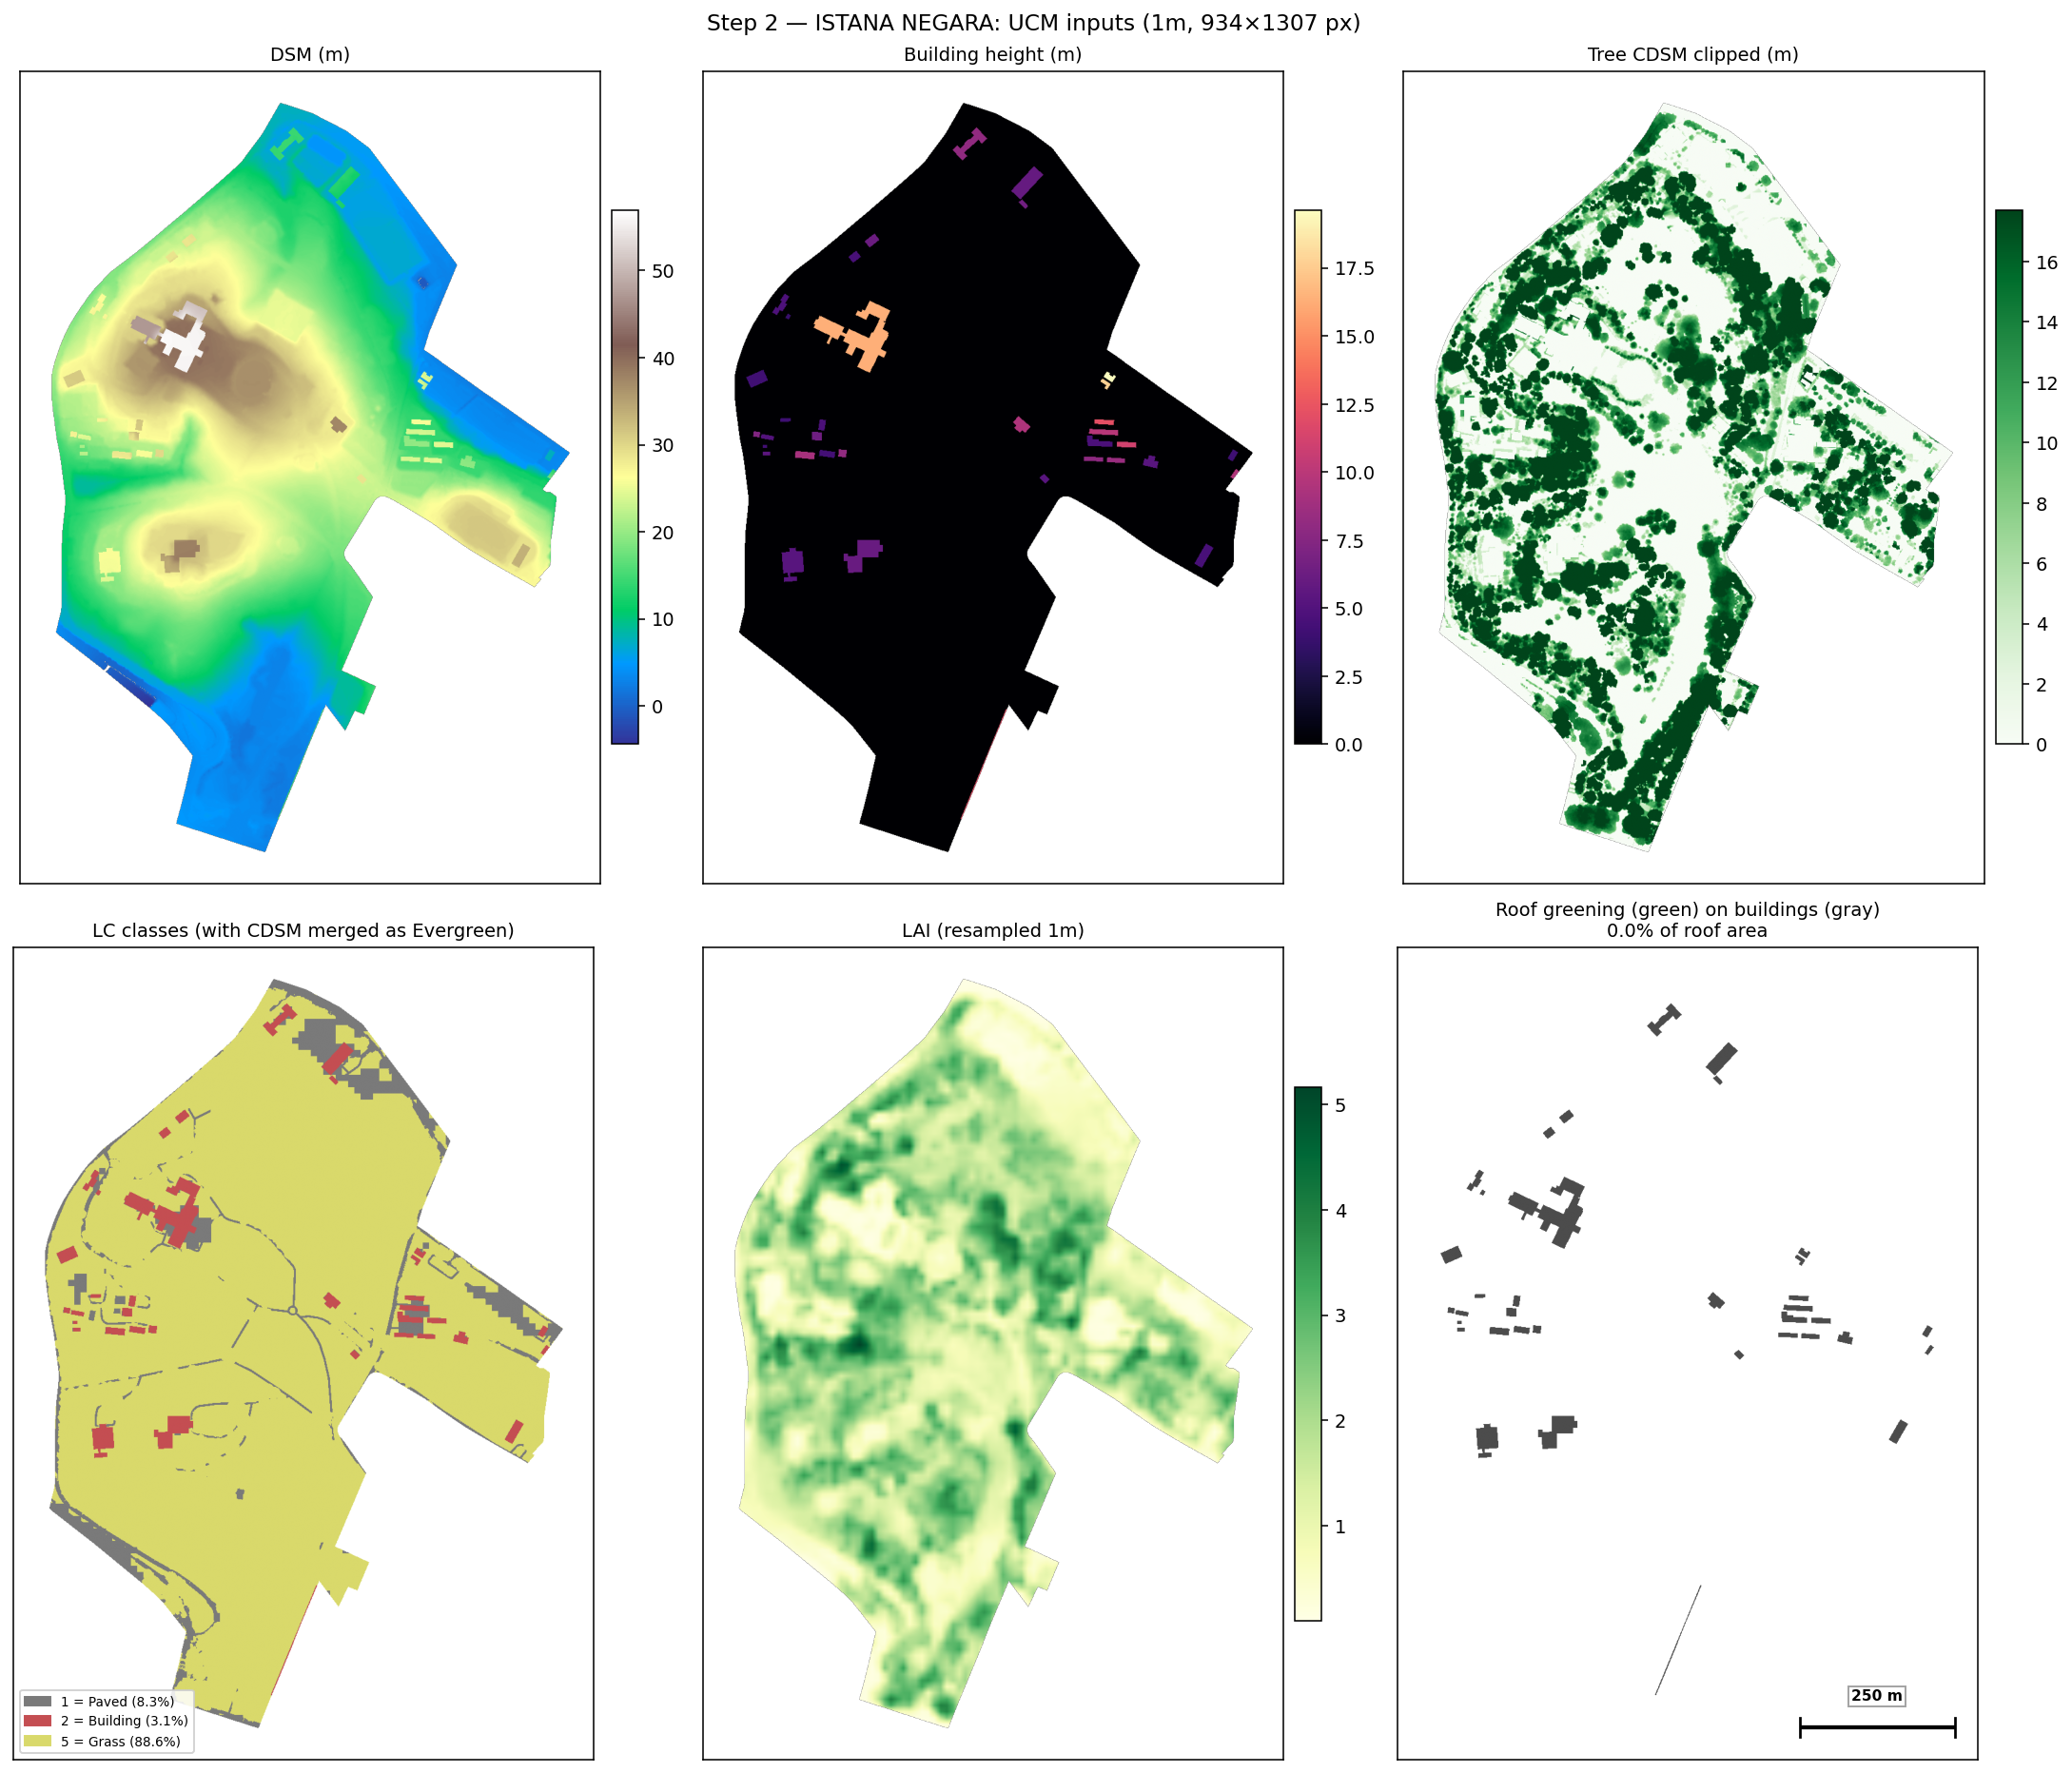 Step 2 — ISTANA NEGARA: UCM inputs (1m, 934×1307 px)
DSM (m)
50
40
30
20
10
0
Building height (m)
17.5
15.0
12.5
10.0
7.5
5.0
2.5
0.0
Tree CDSM clipped (m)
16
14
12
10
8
6
4
2
0
LC classes (with CDSM merged as Evergreen)
1 = Paved (8.3%)
2 = Building (3.1%)
5 = Grass (88.6%)
LAI (resampled 1m)
5
4
3
2
1
Roof greening (green) on buildings (gray)
0.0% of roof area
250 m